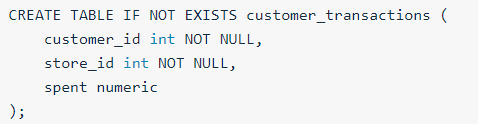 CREATE TABLE IF NOT EXISTS customer_transactions (
    customer_id int NOT NULL,
    store_id int NOT NULL,
    spent numeric
);